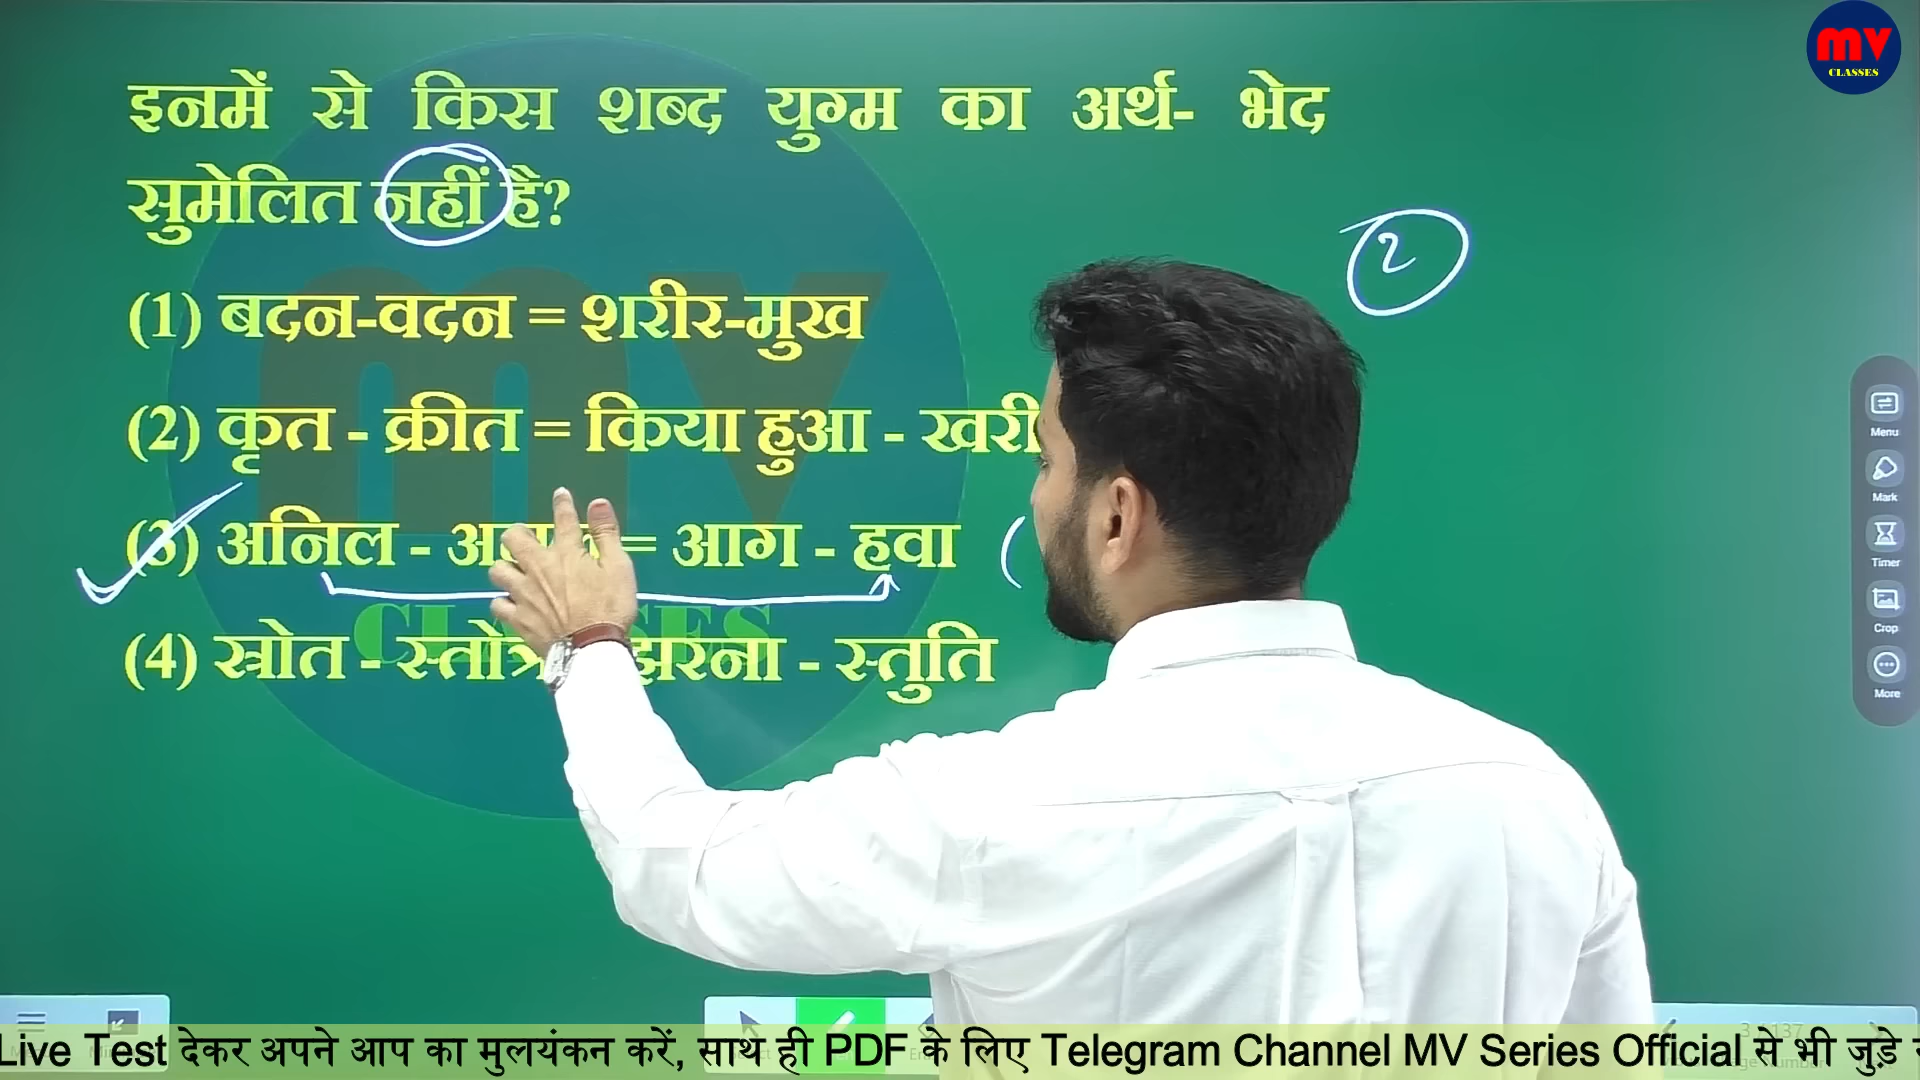 mv
CLASSES
इनमें से किस शब्द युग्म का अर्थ- भेद
सुमेलित नहीं है?
2
(1) बदन-वदन = शरीर-मुख
(2) कृत - क्रीत = किया हुआ - खरी
(3) अनिल - = आग - हवा (
(4) स्रोत - स्तोत्र झरना - स्तुति
Menu
Mark
Timer
Crop
More
Live Test देकर अपने आप का मुलयंकन करें, साथ ही PDF के लिए Telegram Channel MV Series Official से भी जुड़े